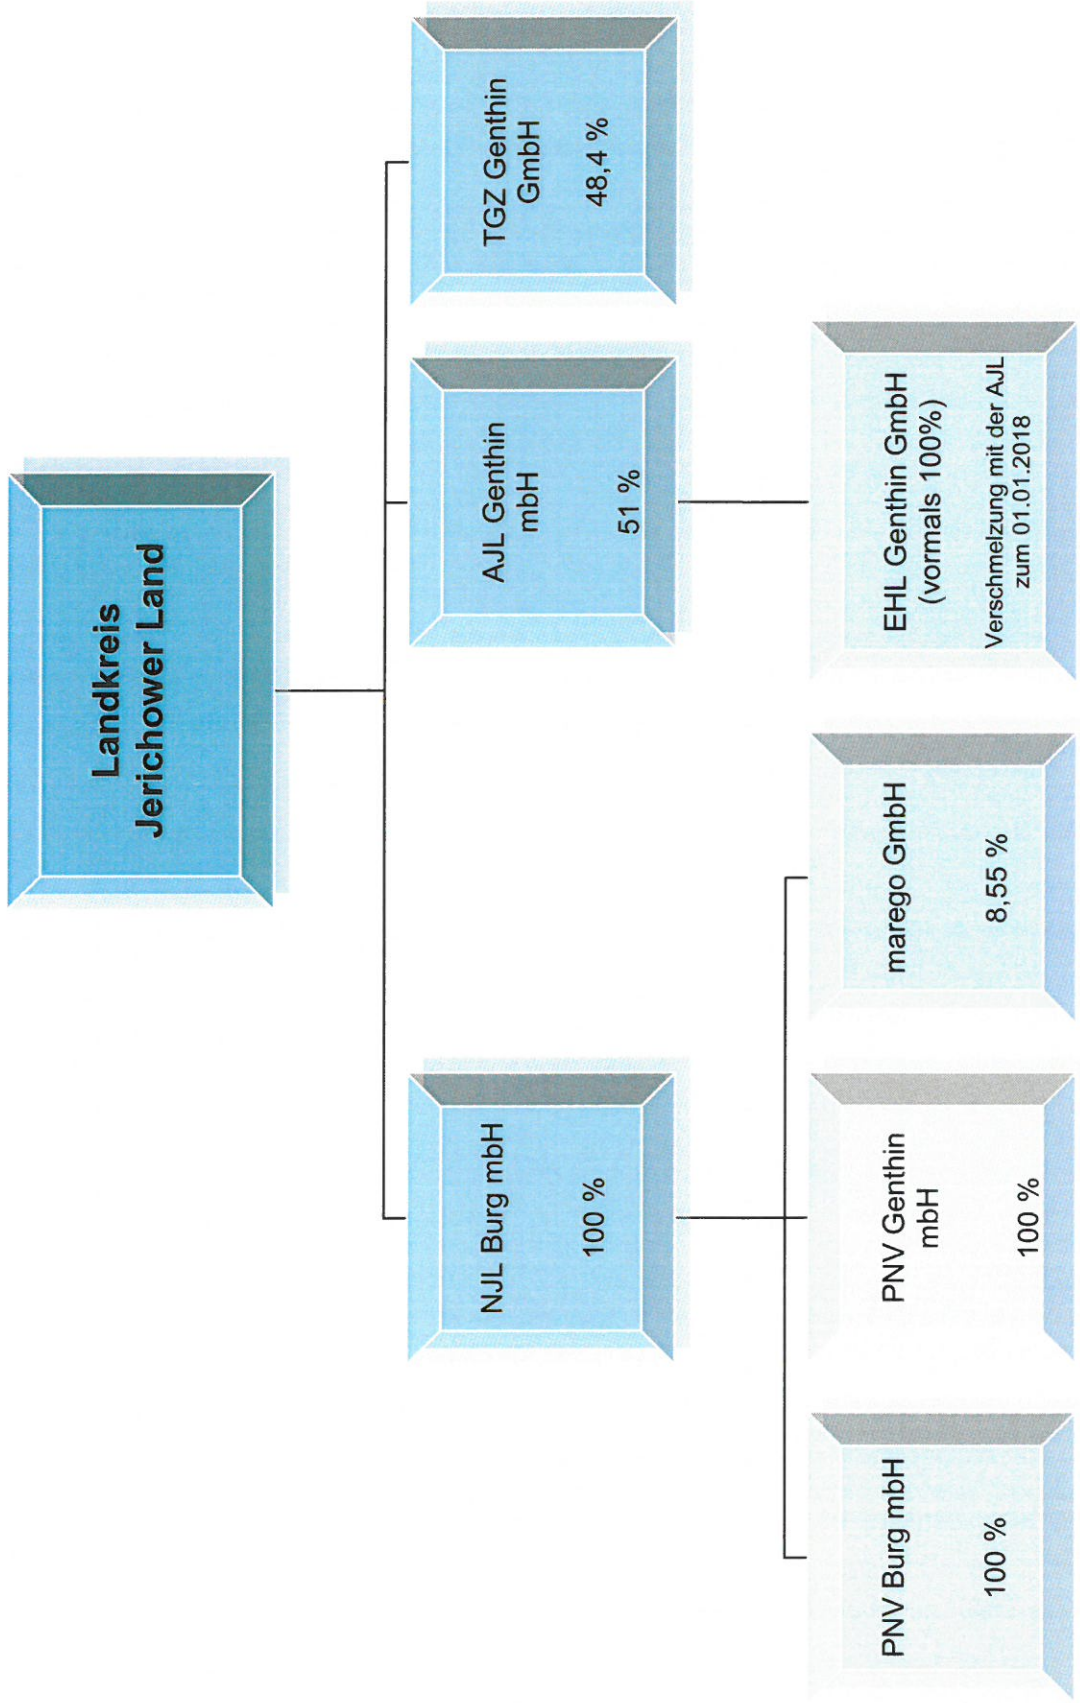 Landkreis
Jerichower Land
NJL Burg mbH
100 %
AJL Genthin
mbH
51 %
TGZ Genthin
GmbH
48,4 %
PNV Burg mbH
100 %
PNV Genthin
mbH
100 %
marego GmbH
8,55 %
EHL Genthin GmbH
(vormals 100%)
Verschmelzung mit der AJL
zum 01.01.2018